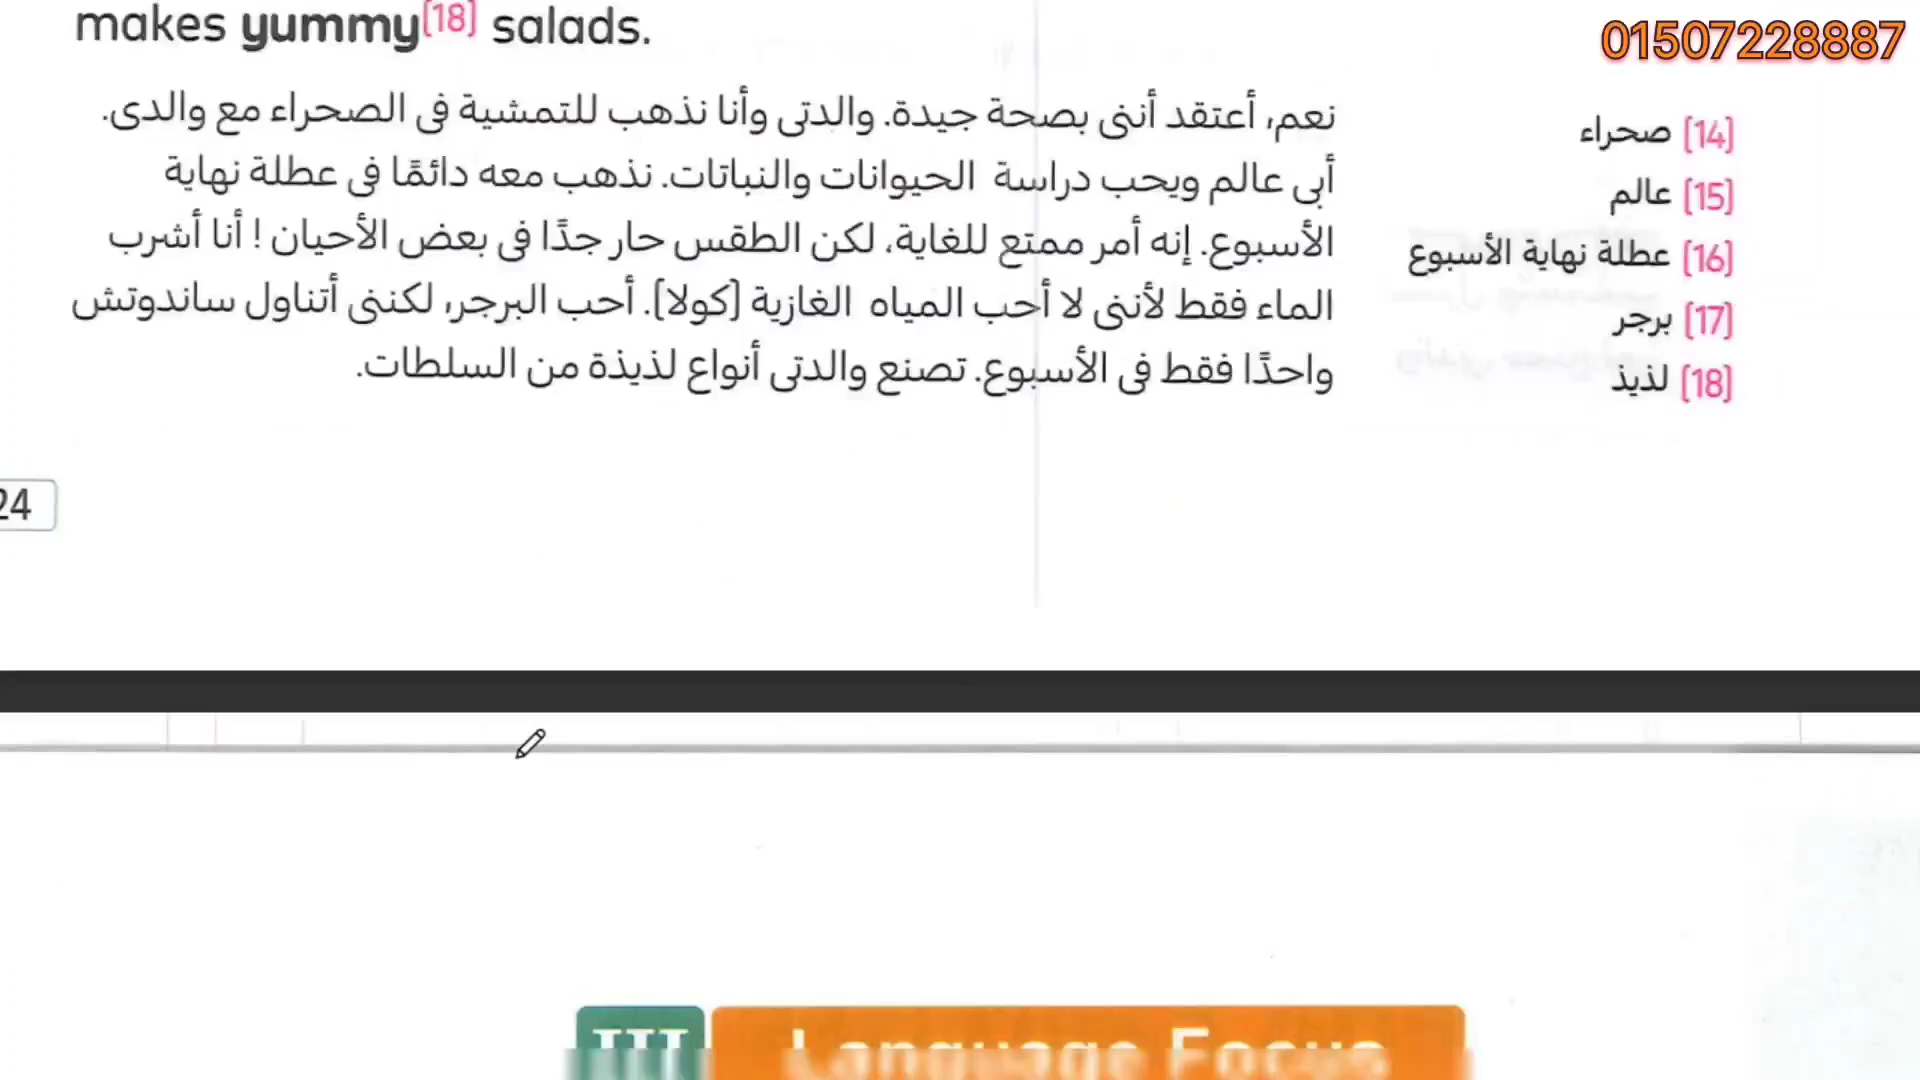 makes yummy[18] salads.
01507228887
نعم، أعتقد أننى بصحة جيدة. والدتى وأنا نذهب للتمشية فى الصحراء مع والدى.
أبى عالم ويحب دراسة الحيوانات والنباتات. نذهب معه دائمًا فى عطلة نهاية
الأسبوع. إنه أمر ممتع للغاية، لكن الطقس حار جدًا فى بعض الأحيان ! أنا أشرب
الماء فقط لأننى لا أحب المياه الغازية (كولا). أحب البرجر، لكننى أتناول ساندوتش
واحدًا فقط فى الأسبوع. تصنع والدتى أنواع لذيذة من السلطات.
[14] صحراء
[15] عالم
[16] عطلة نهاية الأسبوع
[17] برجر
[18] لذيذ
24
III Language Focus